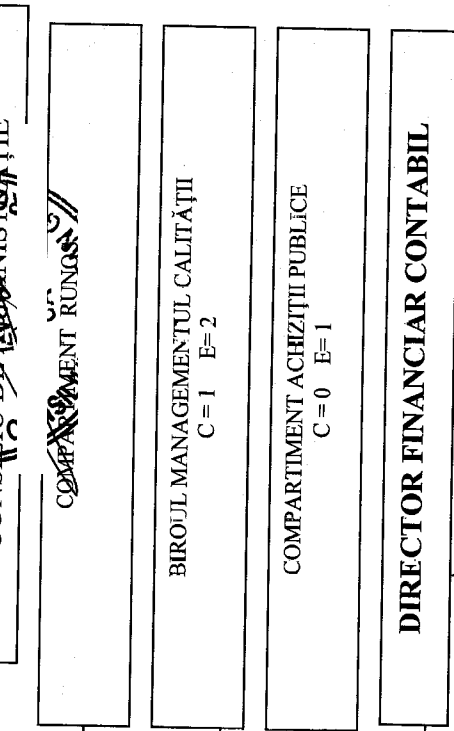 COMPARTIMENT RUNOS
BIROUL MANAGEMENTUL CALITĂȚII
C = 1 E= 2
COMPARTIMENT ACHIZIȚII PUBLICE
C = 0 E= 1
DIRECTOR FINANCIAR CONTABIL